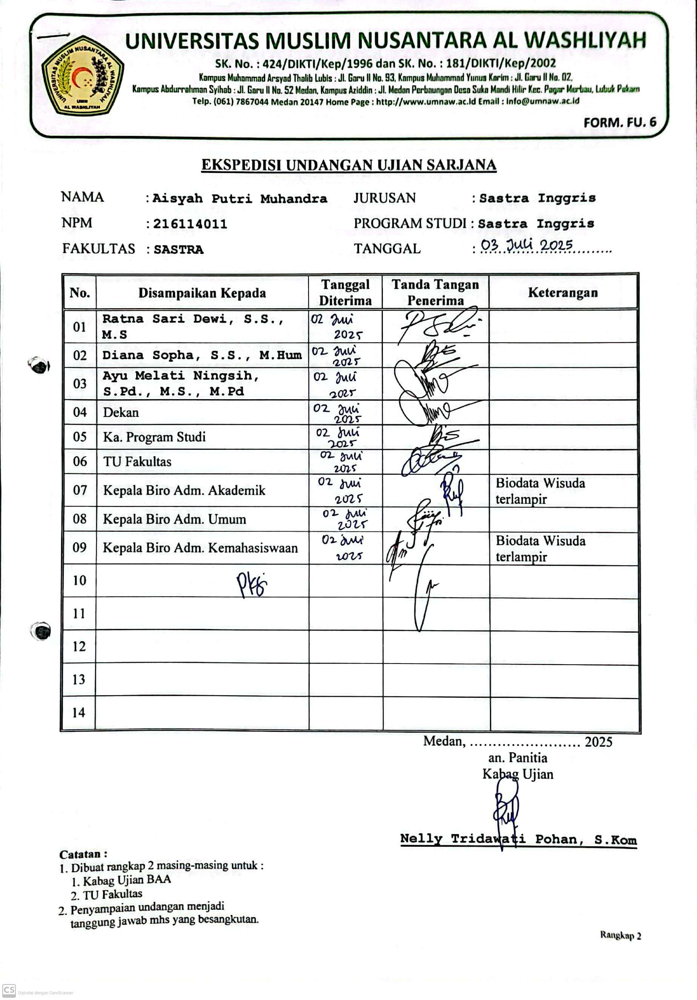 UNIVERSITAS MUSLIM NUSANTARA AL WASHLIYAH
SK. No. : 424/DIKTI/Kep/1996 dan SK. No. : 181/DIKTI/Kep/2002
Kampus Muhammad Arsyad Thalib Lubis : Jl. Garu II No. 93, Kampus Muhammad Yunus Karim : Jl. Garu II No. 02,
Kampus Abdurrahman Syihab : Jl. Garu II No. 52 Medan, Kampus Aziddin : Jl. Medan Perbaungan Desa Suka Mandi Hilir Kec. Pagar Merbau, Lubuk Pakam
Telp. (061) 7867044 Medan 20147 Home Page : http://www.umnaw.ac.id Email : info@umnaw.ac.id
UNIVERSITAS MUSLIM NUSANTARA AL WASHLIYAH
UMN
AL WASHLIYAH
FORM. FU. 6
EKSPEDISI UNDANGAN UJIAN SARJANA
NAMA : Aisyah Putri Muhandra JURUSAN : Sastra Inggris
NPM : 216114011 PROGRAM STUDI : Sastra Inggris
FAKULTAS : SASTRA TANGGAL : 03 Juli 2025
No. Disampaikan Kepada Tanggal Diterima Tanda Tangan Penerima Keterangan
01 Ratna Sari Dewi, S.S., M.S 02 Juli 2025
02 Diana Sopha, S.S., M.Hum 02 Juli 2025
03 Ayu Melati Ningsih, S.Pd., M.S., M.Pd 02 Juli 2025
04 Dekan 02 Juli 2025
05 Ka. Program Studi 02 Juli 2025
06 TU Fakultas 02 Juli 2025
07 Kepala Biro Adm. Akademik 02 Juli 2025 Biodata Wisuda terlampir
08 Kepala Biro Adm. Umum 02 Juli 2025
09 Kepala Biro Adm. Kemahasiswaan 02 Juli 2025 Biodata Wisuda terlampir
10
11
12
13
14
Medan, ........................ 2025
an. Panitia
Kabag Ujian
Nelly Tridawati Pohan, S.Kom
Catatan :
1. Dibuat rangkap 2 masing-masing untuk :
1. Kabag Ujian BAA
2. TU Fakultas
2. Penyampaian undangan menjadi
tanggung jawab mhs yang besangkutan.
Rangkap 2
CS Dipindai dengan CamScanner